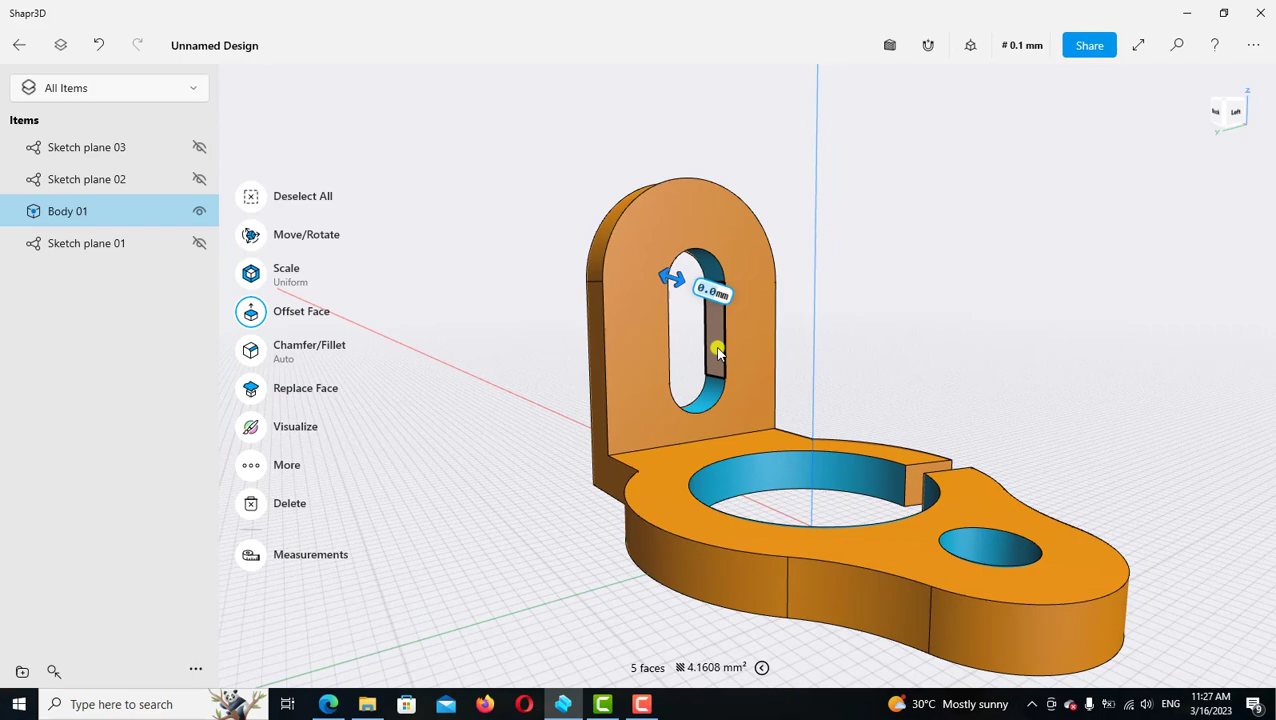 Shapr3D
Unnamed Design
# 0.1 mm
Share
All Items
Items
Sketch plane 03
Sketch plane 02
Body 01
Sketch plane 01
Deselect All
Move/Rotate
Scale
Uniform
Offset Face
Chamfer/Fillet
Auto
Replace Face
Visualize
More
Delete
Measurements
0.0mm
Z
Left
Y
5 faces
4.1608 mm²
Type here to search
30°C Mostly sunny
ENG
11:27 AM
3/16/2023
5